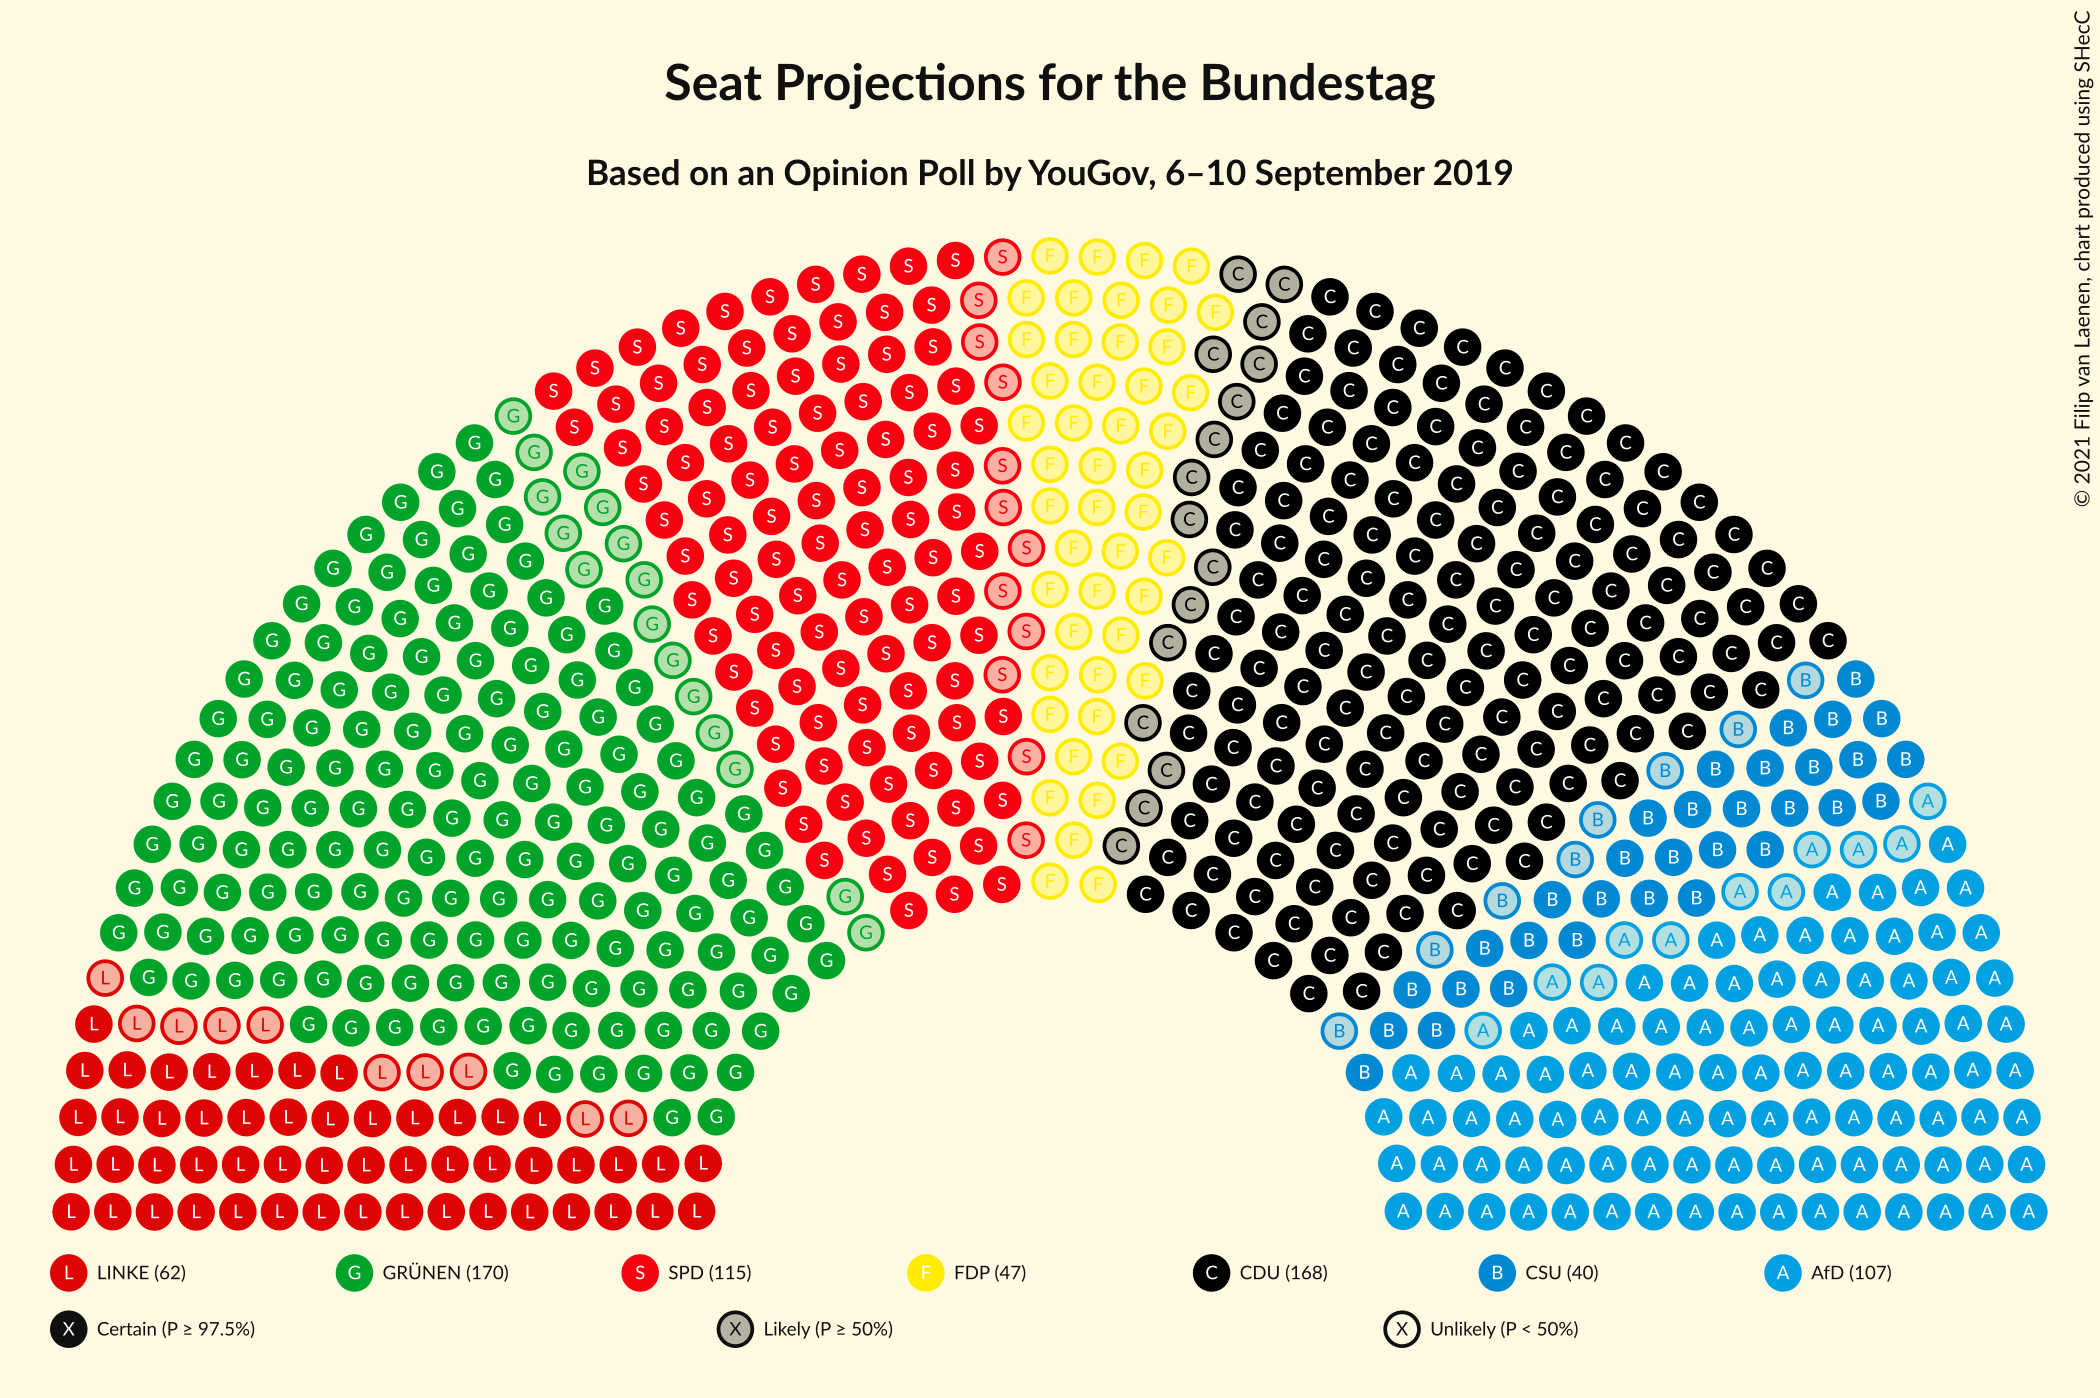 Seat Projections for the Bundestag
Based on an Opinion Poll by YouGov, 6–10 September 2019
© 2021 Filip van Laenen, chart produced using SHecC
L LINKE (62) G GRÜNEN (170) S SPD (115) F FDP (47) C CDU (168) B CSU (40) A AfD (107)
X Certain (P ≥ 97.5%) X Likely (P ≥ 50%) X Unlikely (P < 50%)